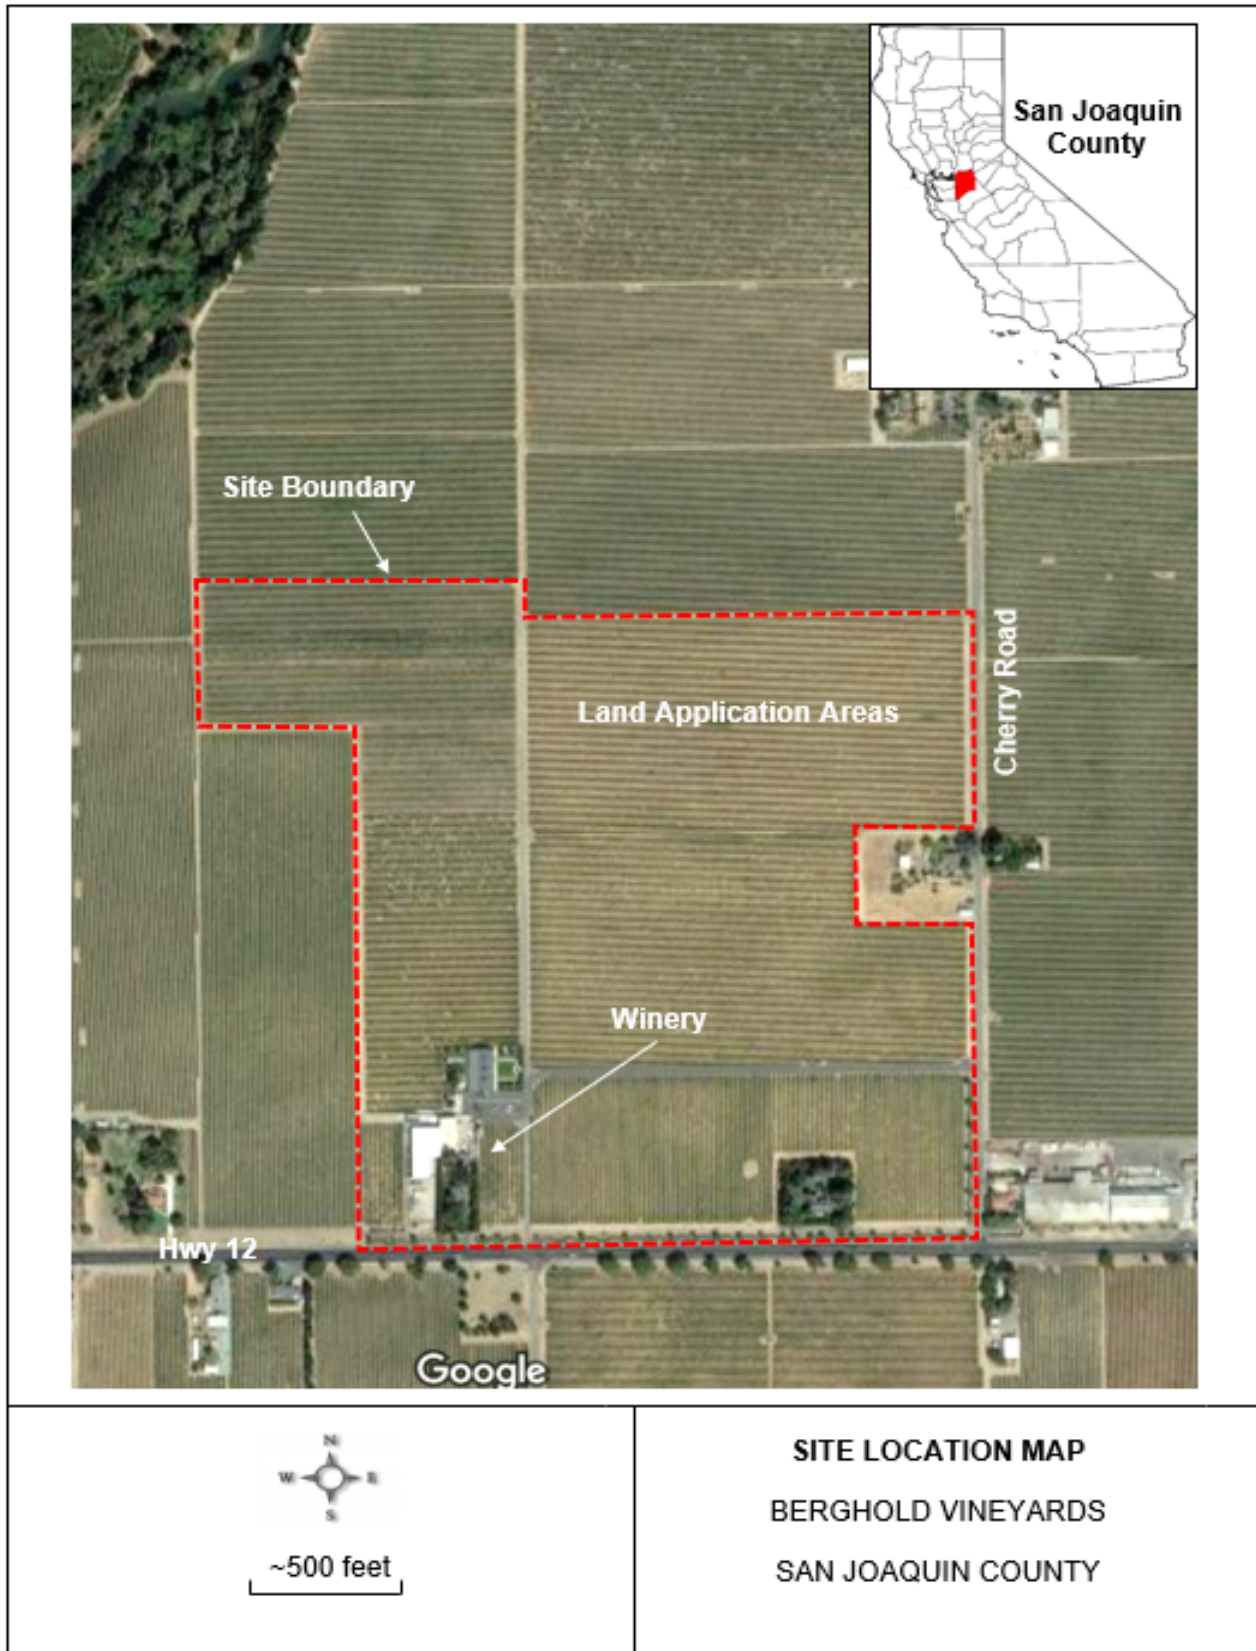 San Joaquin
County
Site Boundary
Land Application Areas
Cherry Road
Winery
Hwy 12
Google
N
W E
S
~500 feet
SITE LOCATION MAP
BERGHOLD VINEYARDS
SAN JOAQUIN COUNTY